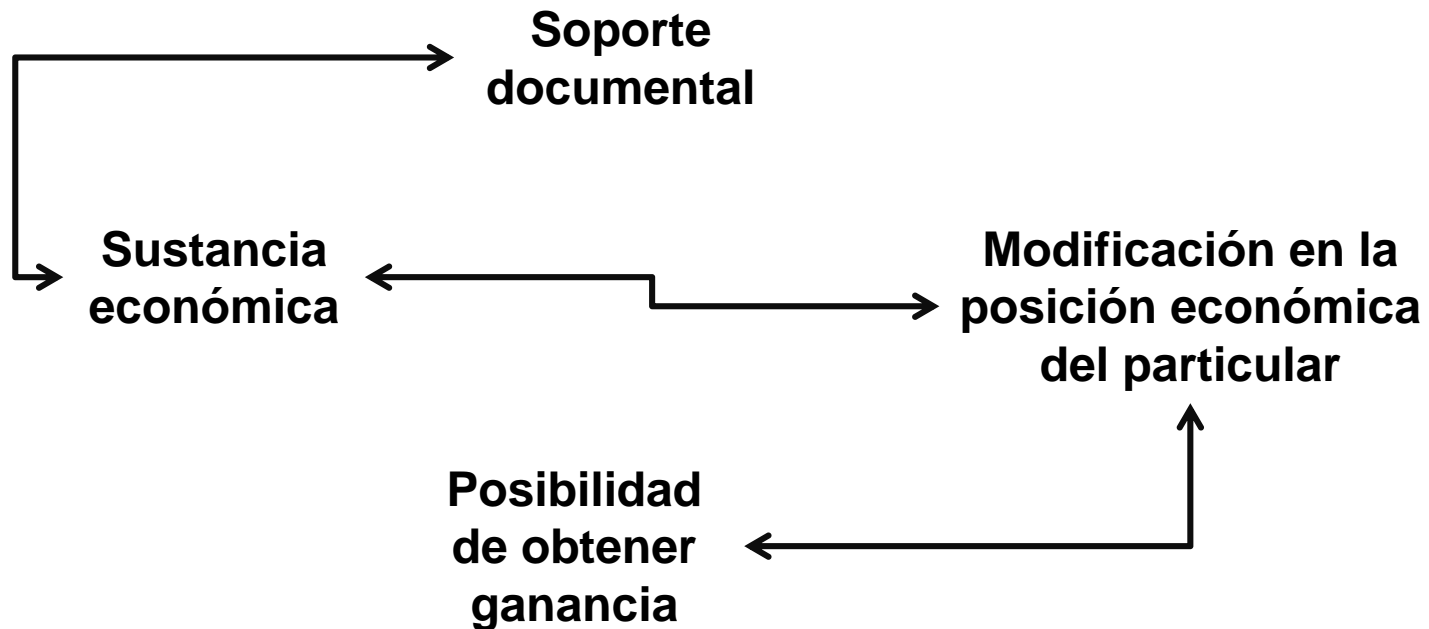 Soporte
documental
Sustancia
económica
Modificación en la
posición económica
del particular
Posibilidad
de obtener
ganancia